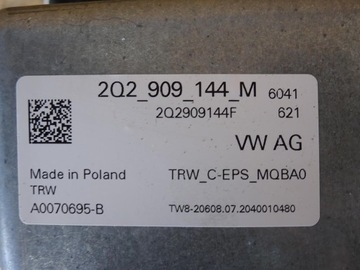 2Q2_909_144_M 6041
2Q2909144F 621
VW AG
Made in Poland TRW_C-EPS_MQBA0
TRW
A0070695-B TW8-20608.07.2040010480